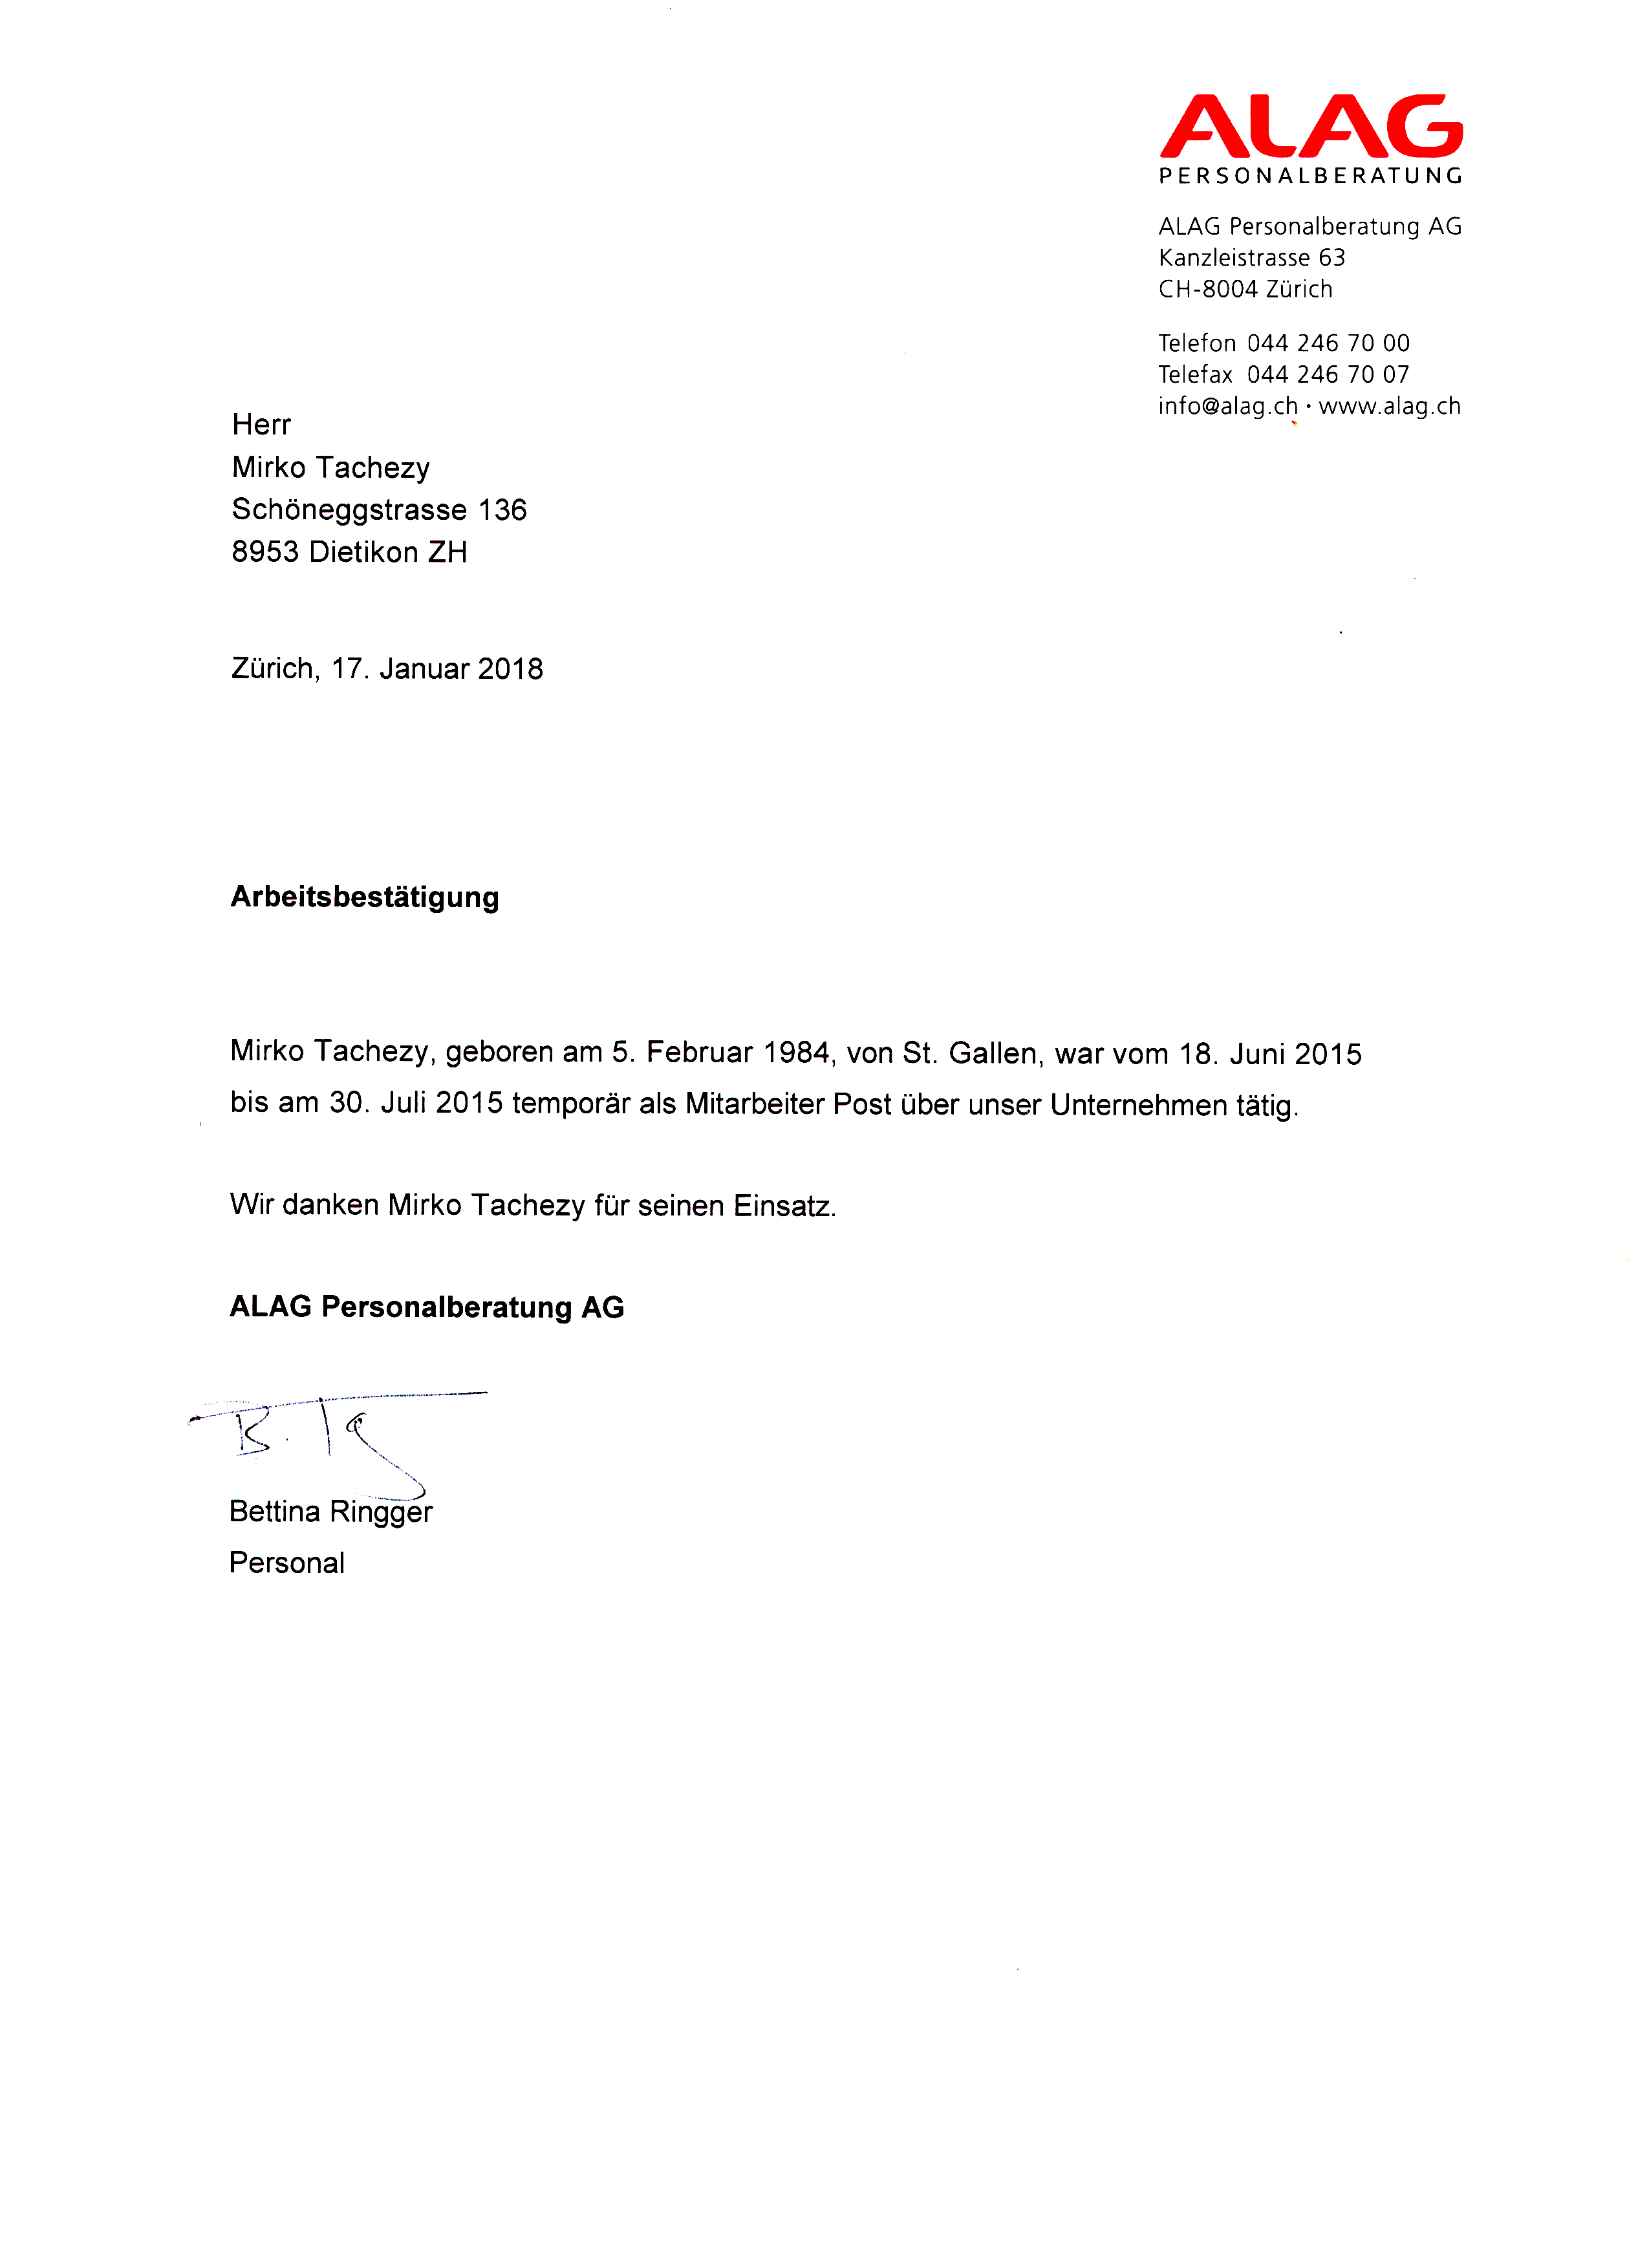 ALAG
PERSONALBERATUNG
ALAG Personalberatung AG
Kanzleistrasse 63
CH-8004 Zürich
Telefon 044 246 70 00
Telefax 044 246 70 07
info@alag.ch · www.alag.ch
Herr
Mirko Tachezy
Schöneggstrasse 136
8953 Dietikon ZH
Zürich, 17. Januar 2018
Arbeitsbestätigung
Mirko Tachezy, geboren am 5. Februar 1984, von St. Gallen, war vom 18. Juni 2015
bis am 30. Juli 2015 temporär als Mitarbeiter Post über unser Unternehmen tätig.
Wir danken Mirko Tachezy für seinen Einsatz.
ALAG Personalberatung AG
Bettina Ringger
Personal